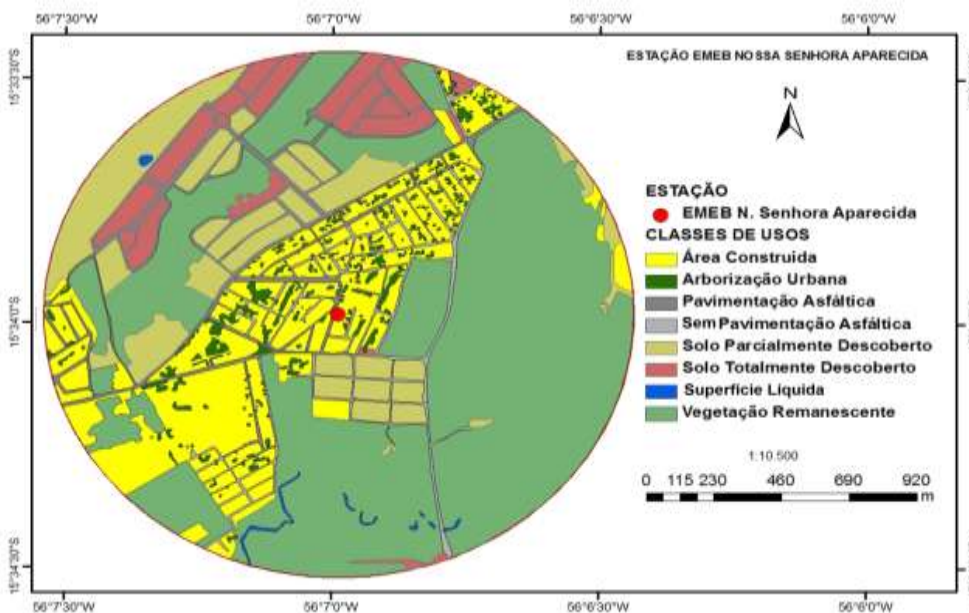 56°7'30"W 56°7'0"W 56°6'30"W 56°6'0"W
ESTAÇÃO EMEB NOSSA SENHORA APARECIDA
N
15°33'30"S
15°34'0"S
15°34'30"S
ESTAÇÃO
EMEB N. Senhora Aparecida
CLASSES DE USOS
Área Construida
Arborização Urbana
Pavimentação Asfáltica
Sem Pavimentação Asfáltica
Solo Parcialmente Descoberto
Solo Totalmente Descoberto
Superfície Líquida
Vegetação Remanescente
1:10.500
0 115 230 460 690 920
m
56°7'30"W 56°7'0"W 56°6'30"W 56°6'0"W